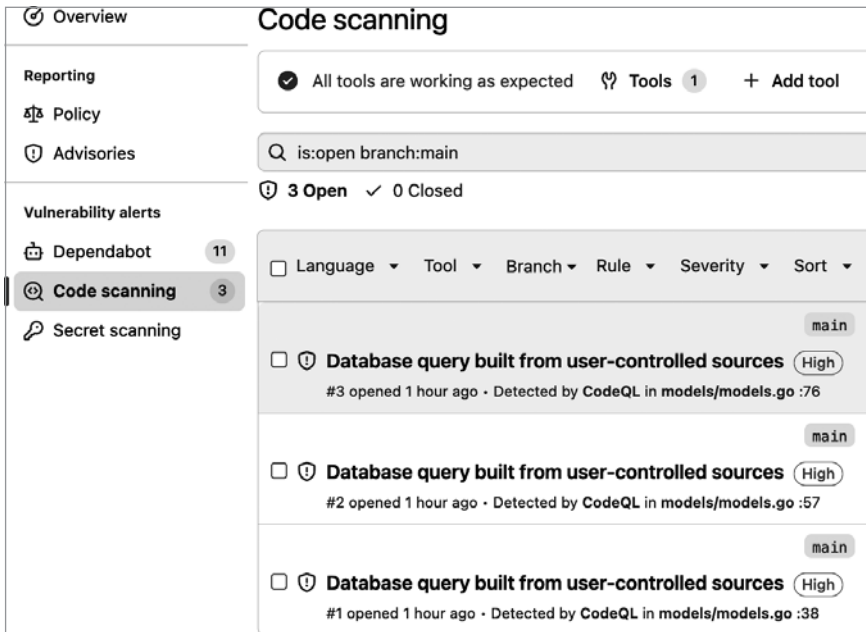 Overview
Reporting
Policy
Advisories
Vulnerability alerts
Dependabot 11
Code scanning 3
Secret scanning
Code scanning
All tools are working as expected Tools 1 + Add tool
is:open branch:main
3 Open 0 Closed
Language Tool Branch Rule Severity Sort
main
Database query built from user-controlled sources High
#3 opened 1 hour ago • Detected by CodeQL in models/models.go :76
main
Database query built from user-controlled sources High
#2 opened 1 hour ago • Detected by CodeQL in models/models.go :57
main
Database query built from user-controlled sources High
#1 opened 1 hour ago • Detected by CodeQL in models/models.go :38